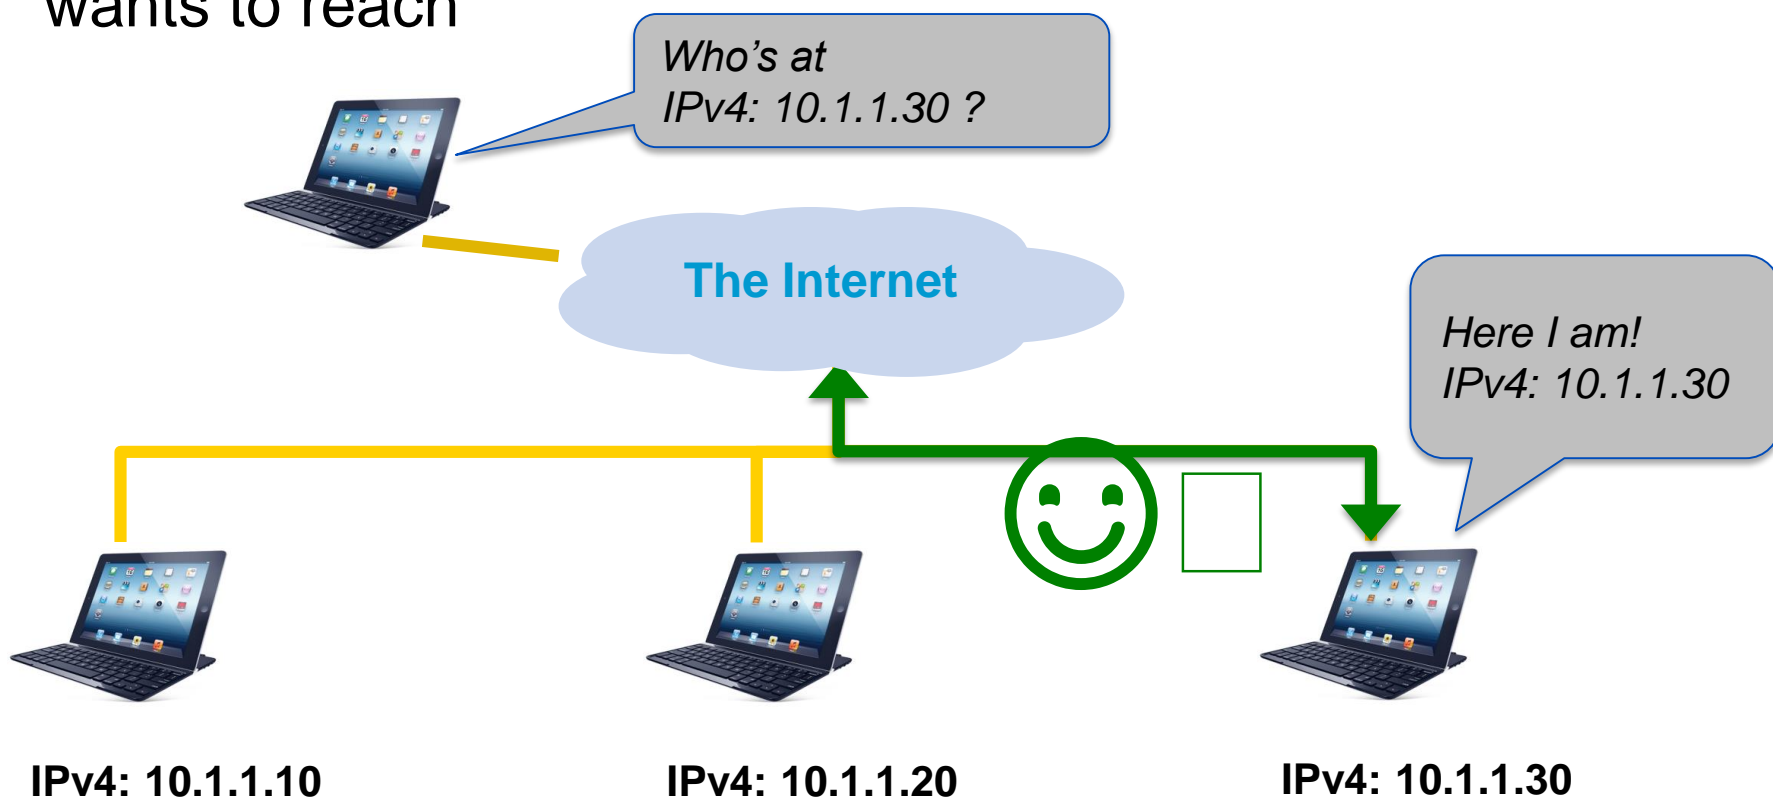 wants to reach
Who's at
IPv4: 10.1.1.30 ?
The Internet
Here I am!
IPv4: 10.1.1.30
IPv4: 10.1.1.10
IPv4: 10.1.1.20
IPv4: 10.1.1.30